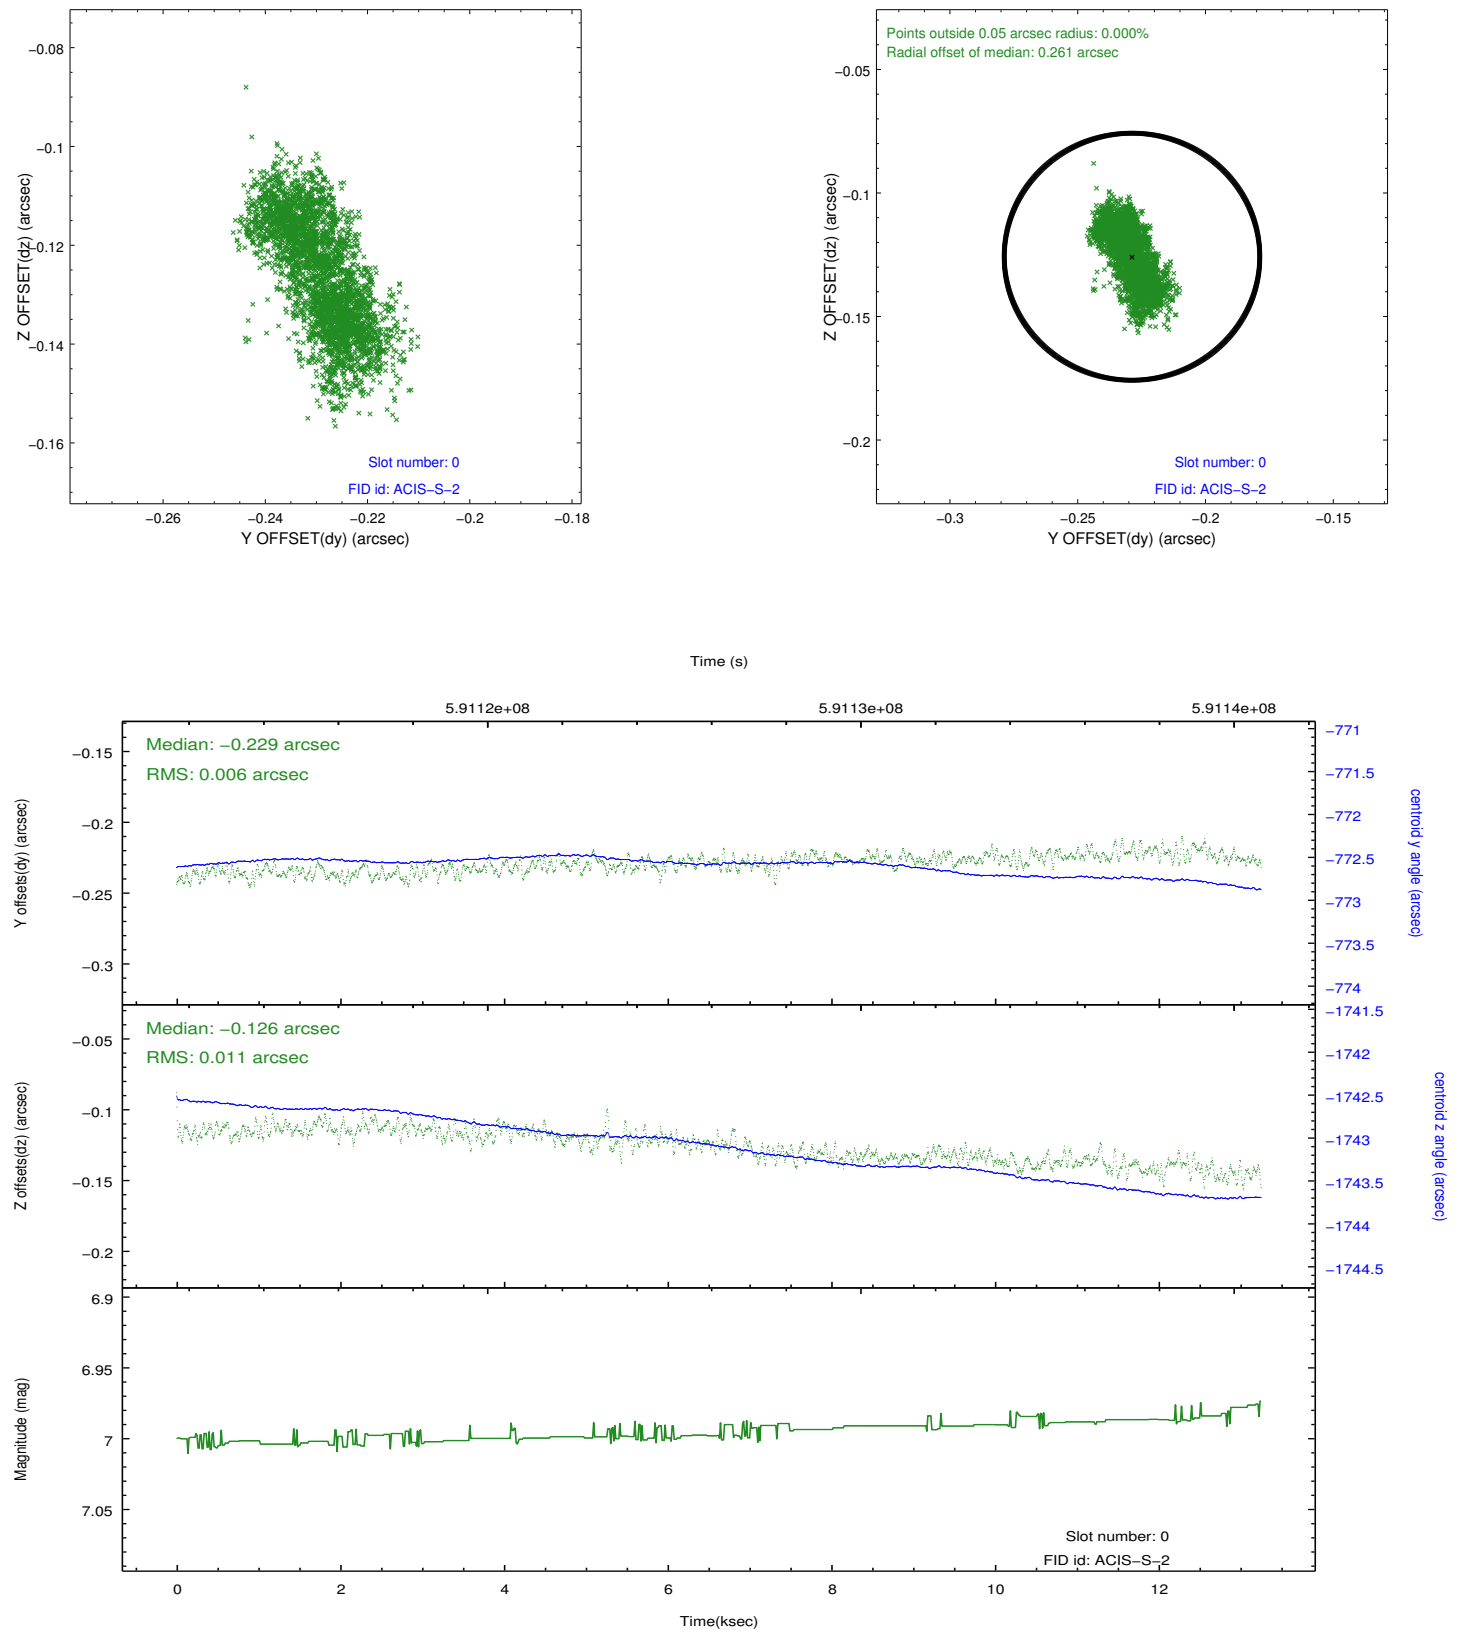 −0.08
−0.1
−0.12
−0.14
−0.16
Z OFFSET(dz) (arcsec)
Slot number: 0
FID id: ACIS−S−2
−0.26 −0.24 −0.22 −0.2 −0.18
Y OFFSET(dy) (arcsec)
Points outside 0.05 arcsec radius: 0.000%
Radial offset of median: 0.261 arcsec
−0.05
−0.1
−0.15
−0.2
Z OFFSET(dz) (arcsec)
Slot number: 0
FID id: ACIS−S−2
−0.3 −0.25 −0.2 −0.15
Y OFFSET(dy) (arcsec)
Time (s)
5.9112e+08 5.9113e+08 5.9114e+08
Median: −0.229 arcsec
RMS: 0.006 arcsec
−0.15
−0.2
−0.25
−0.3
Y offsets(dy) (arcsec)
−771
−771.5
−772
−772.5
−773
−773.5
−774
centroid y angle (arcsec)
Median: −0.126 arcsec
RMS: 0.011 arcsec
−0.05
−0.1
−0.15
−0.2
Z offsets(dz) (arcsec)
−1741.5
−1742
−1742.5
−1743
−1743.5
−1744
−1744.5
centroid z angle (arcsec)
6.9
6.95
7
7.05
Magnitude (mag)
Slot number: 0
FID id: ACIS−S−2
0 2 4 6 8 10 12
Time(ksec)